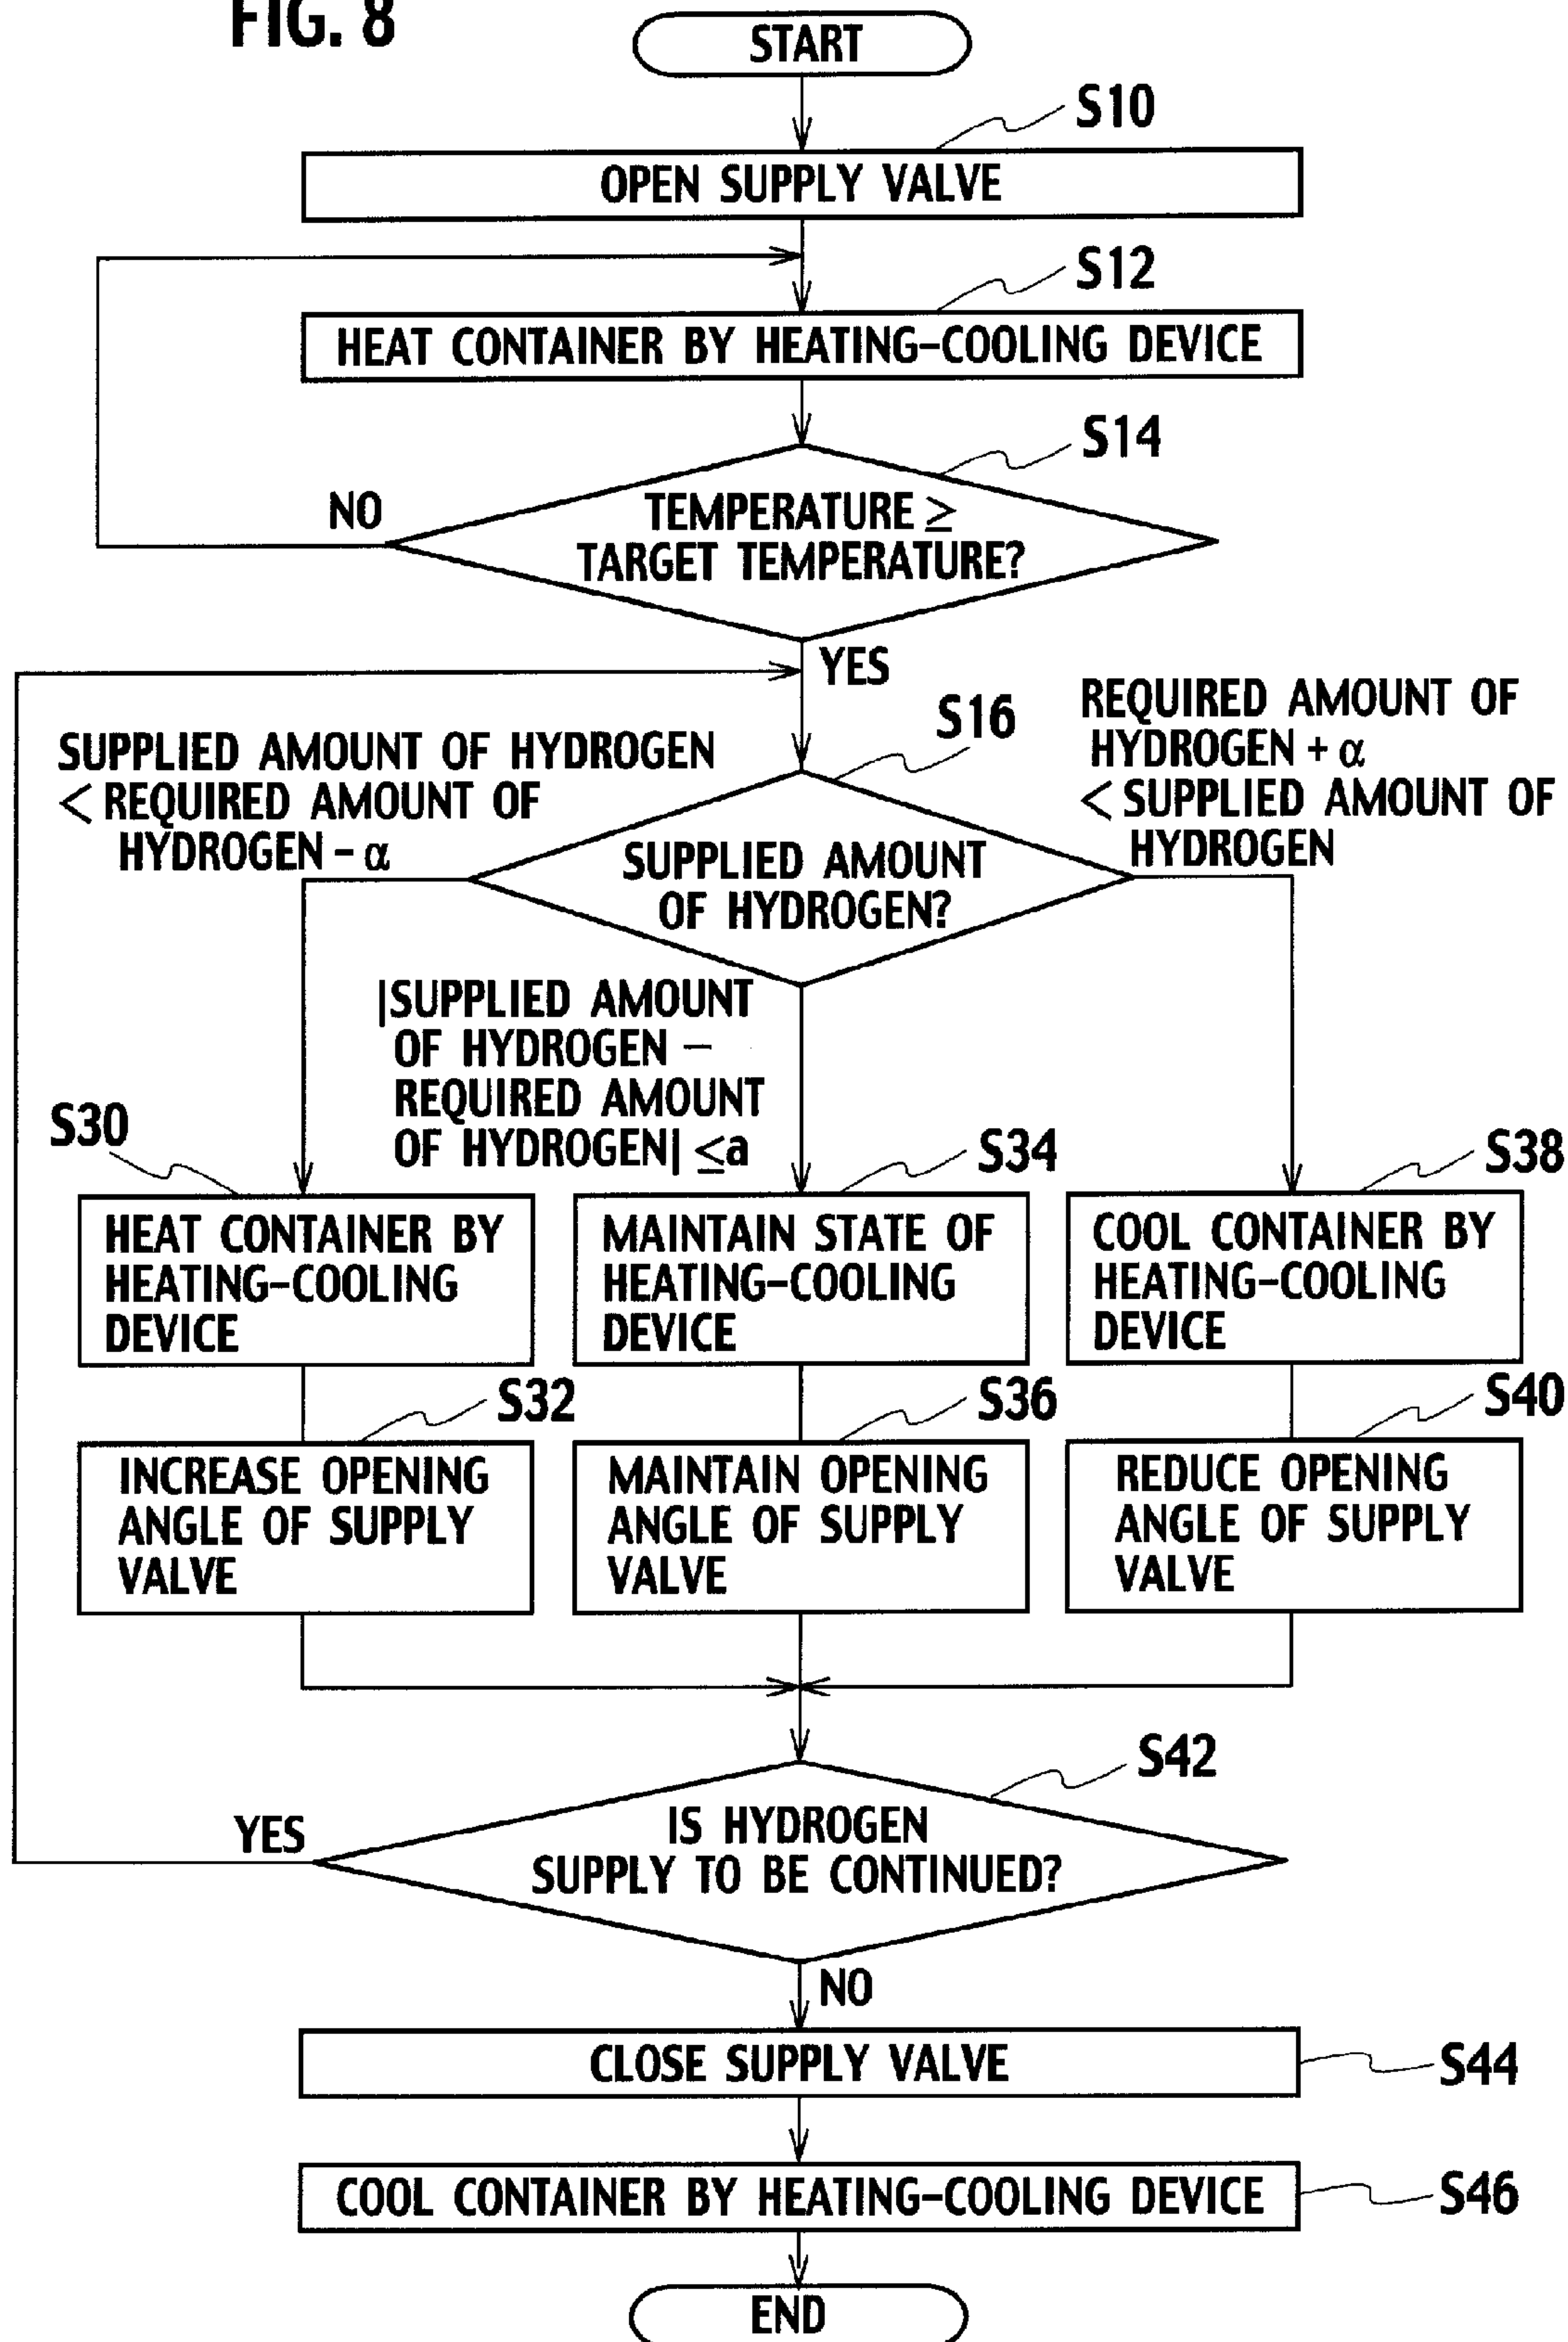 FIG. 8
START
S10
OPEN SUPPLY VALVE
S12
HEAT CONTAINER BY HEATING-COOLING DEVICE
S14
TEMPERATURE ≥
TARGET TEMPERATURE?
NO
YES
S16
SUPPLIED AMOUNT OF HYDROGEN
< REQUIRED AMOUNT OF
HYDROGEN - α
REQUIRED AMOUNT OF
HYDROGEN + α
< SUPPLIED AMOUNT OF
HYDROGEN
SUPPLIED AMOUNT
OF HYDROGEN?
|SUPPLIED AMOUNT
OF HYDROGEN -
REQUIRED AMOUNT
OF HYDROGEN| ≤a
S30
HEAT CONTAINER BY
HEATING-COOLING
DEVICE
S34
MAINTAIN STATE OF
HEATING-COOLING
DEVICE
S38
COOL CONTAINER BY
HEATING-COOLING
DEVICE
S32
INCREASE OPENING
ANGLE OF SUPPLY
VALVE
S36
MAINTAIN OPENING
ANGLE OF SUPPLY
VALVE
S40
REDUCE OPENING
ANGLE OF SUPPLY
VALVE
S42
IS HYDROGEN
SUPPLY TO BE CONTINUED?
YES
NO
CLOSE SUPPLY VALVE
S44
COOL CONTAINER BY HEATING-COOLING DEVICE
S46
END